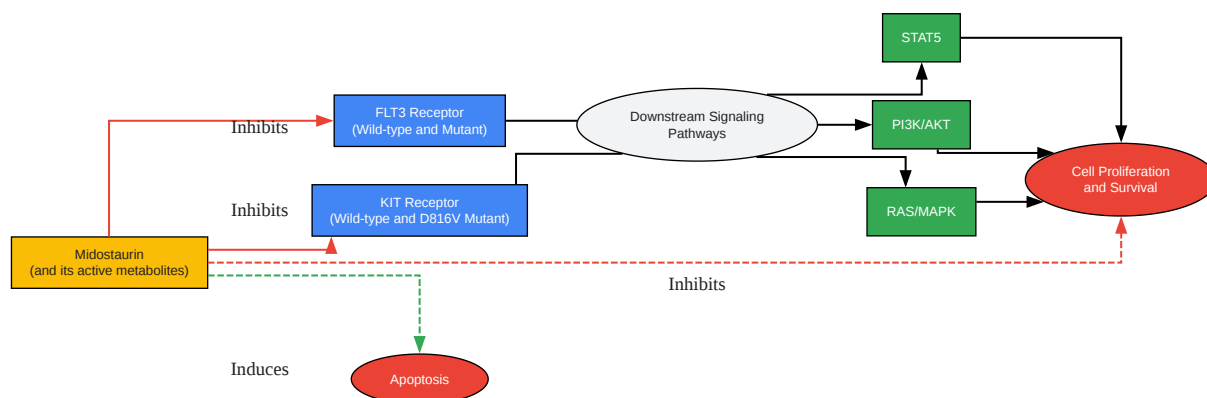 STAT5
FLT3 Receptor
(Wild-type and Mutant)
Inhibits
Downstream Signaling
Pathways
PI3K/AKT
Cell Proliferation
and Survival
KIT Receptor
(Wild-type and D816V Mutant)
Inhibits
RAS/MAPK
Midostaurin
(and its active metabolites)
Inhibits
Induces
Apoptosis